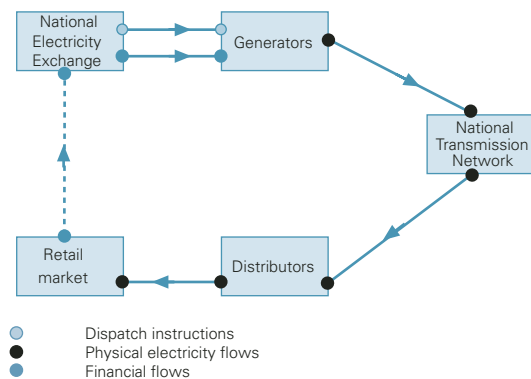 National
Electricity
Exchange
Generators
National
Transmission
Network
Retail
market
Distributors
Dispatch instructions
Physical electricity flows
Financial flows